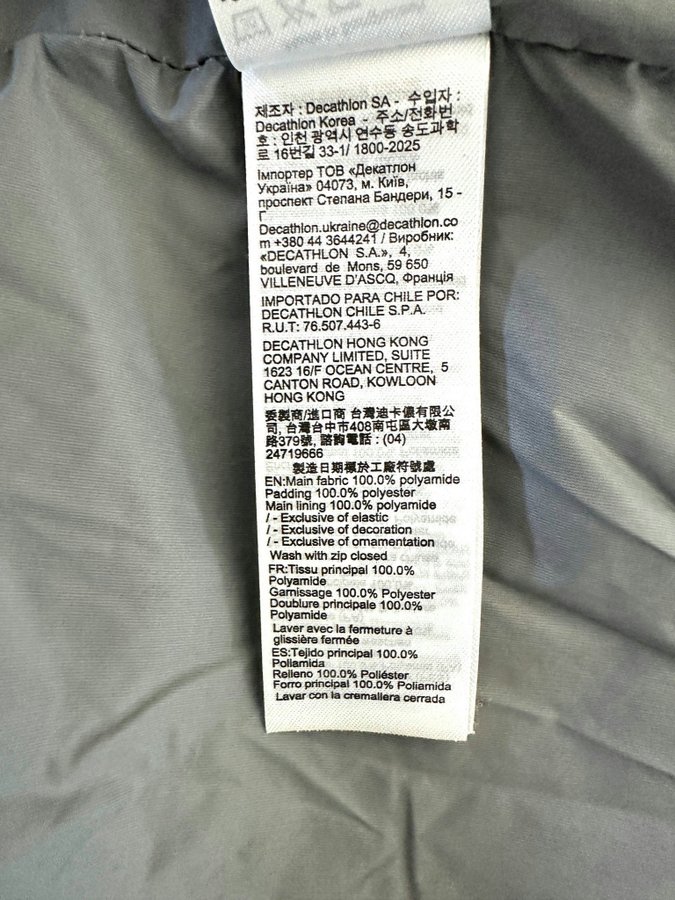 제조자 : Decathlon SA - 수입자 :
Decathlon Korea - 주소/전화번
호 : 인천 광역시 연수동 송도과학
로 16번길 33-1/ 1800-2025
Імпортер ТОВ «Декатлон
Україна» 04073, м. Київ,
проспект Степана Бандери, 15 -
Г
Decathlon.ukraine@decathlon.co
m +380 44 3644241 / Виробник:
«DECATHLON S.A.», 4,
boulevard de Mons, 59 650
VILLENEUVE D'ASCQ, Франція
IMPORTADO PARA CHILE POR:
DECATHLON CHILE S.P.A.
R.U.T: 76.507.443-6
DECATHLON HONG KONG
COMPANY LIMITED, SUITE
1623 16/F OCEAN CENTRE, 5
CANTON ROAD, KOWLOON
HONG KONG
委製商/進口商 台灣迪卡儂有限公
司, 台灣台中市408南屯區大墩南
路379號, 諮詢電話 : (04)
24719666
製造日期標於工廠符號處
EN:Main fabric 100.0% polyamide
Padding 100.0% polyester
Main lining 100.0% polyamide
/ - Exclusive of elastic
/ - Exclusive of decoration
/ - Exclusive of ornamentation
Wash with zip closed
FR:Tissu principal 100.0%
Polyamide
Garnissage 100.0% Polyester
Doublure principale 100.0%
Polyamide
Laver avec la fermeture à
glissière fermée
ES:Tejido principal 100.0%
Poliamida
Relleno 100.0% Poliéster
Forro principal 100.0% Poliamida
Lavar con la cremallera cerrada